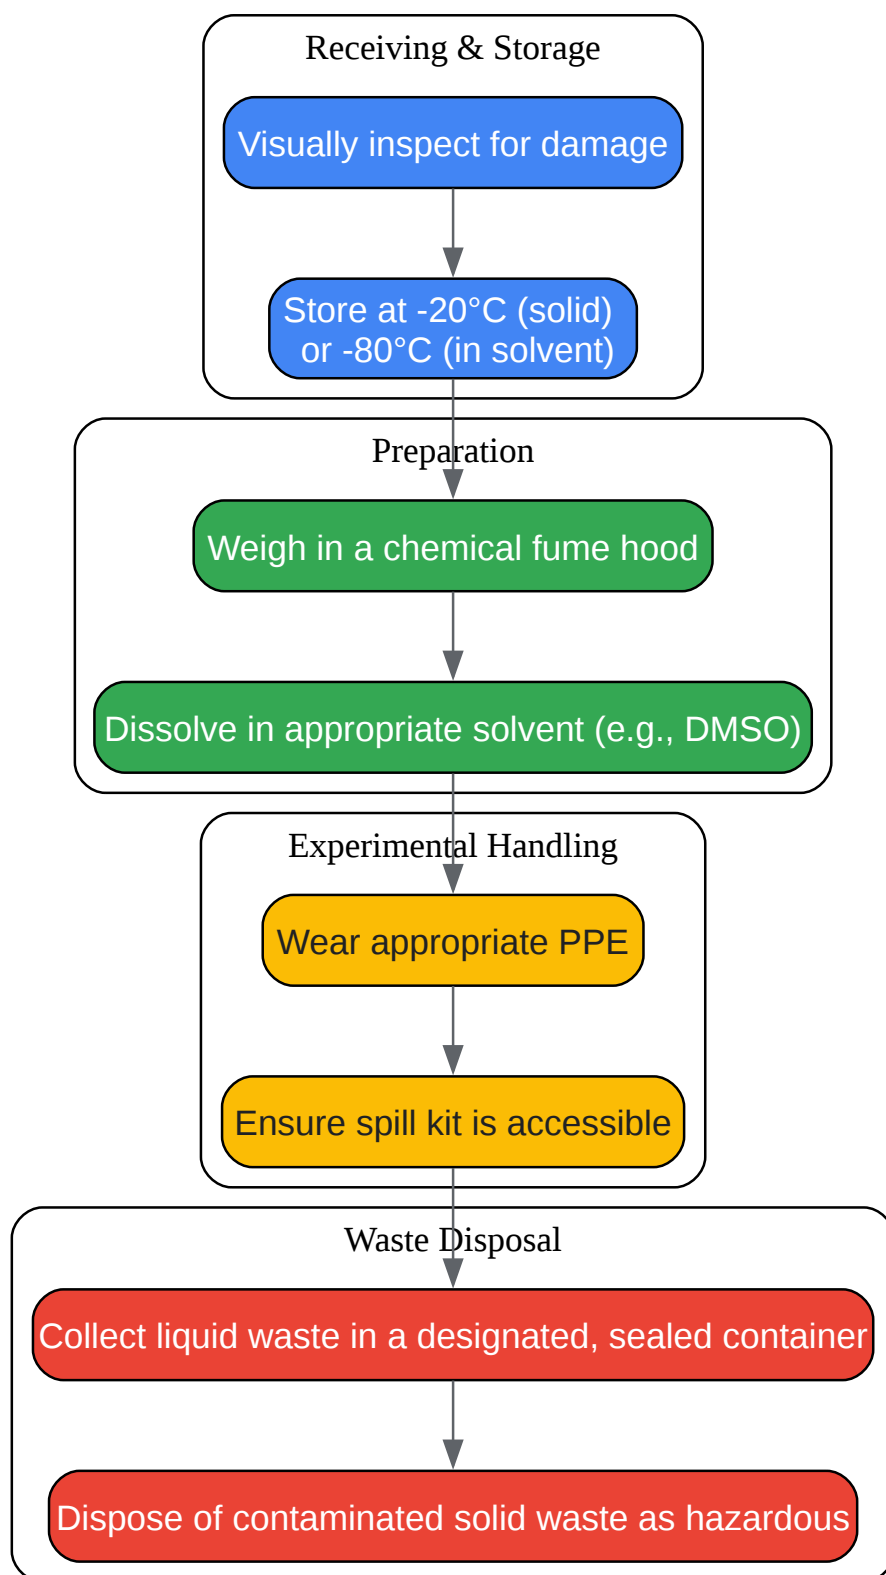 Receiving & Storage
Visually inspect for damage
Store at -20°C (solid)
or -80°C (in solvent)
Preparation
Weigh in a chemical fume hood
Dissolve in appropriate solvent (e.g., DMSO)
Experimental Handling
Wear appropriate PPE
Ensure spill kit is accessible
Waste Disposal
Collect liquid waste in a designated, sealed container
Dispose of contaminated solid waste as hazardous